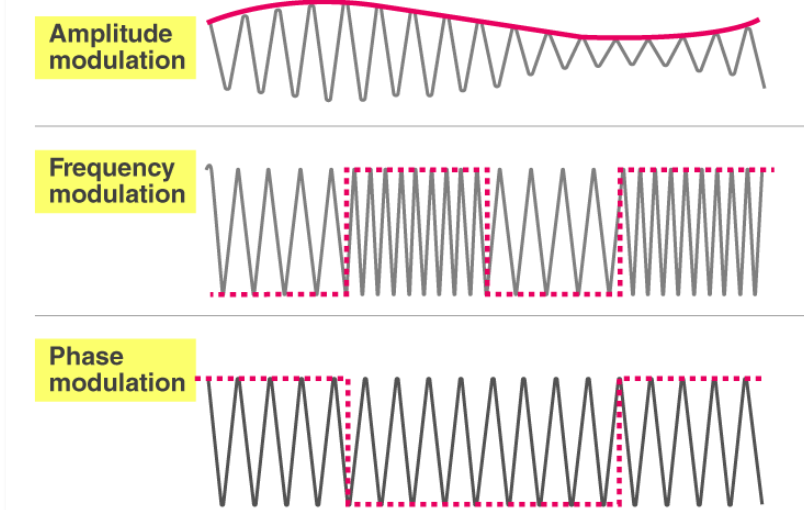 Amplitude
modulation
Frequency
modulation
Phase
modulation